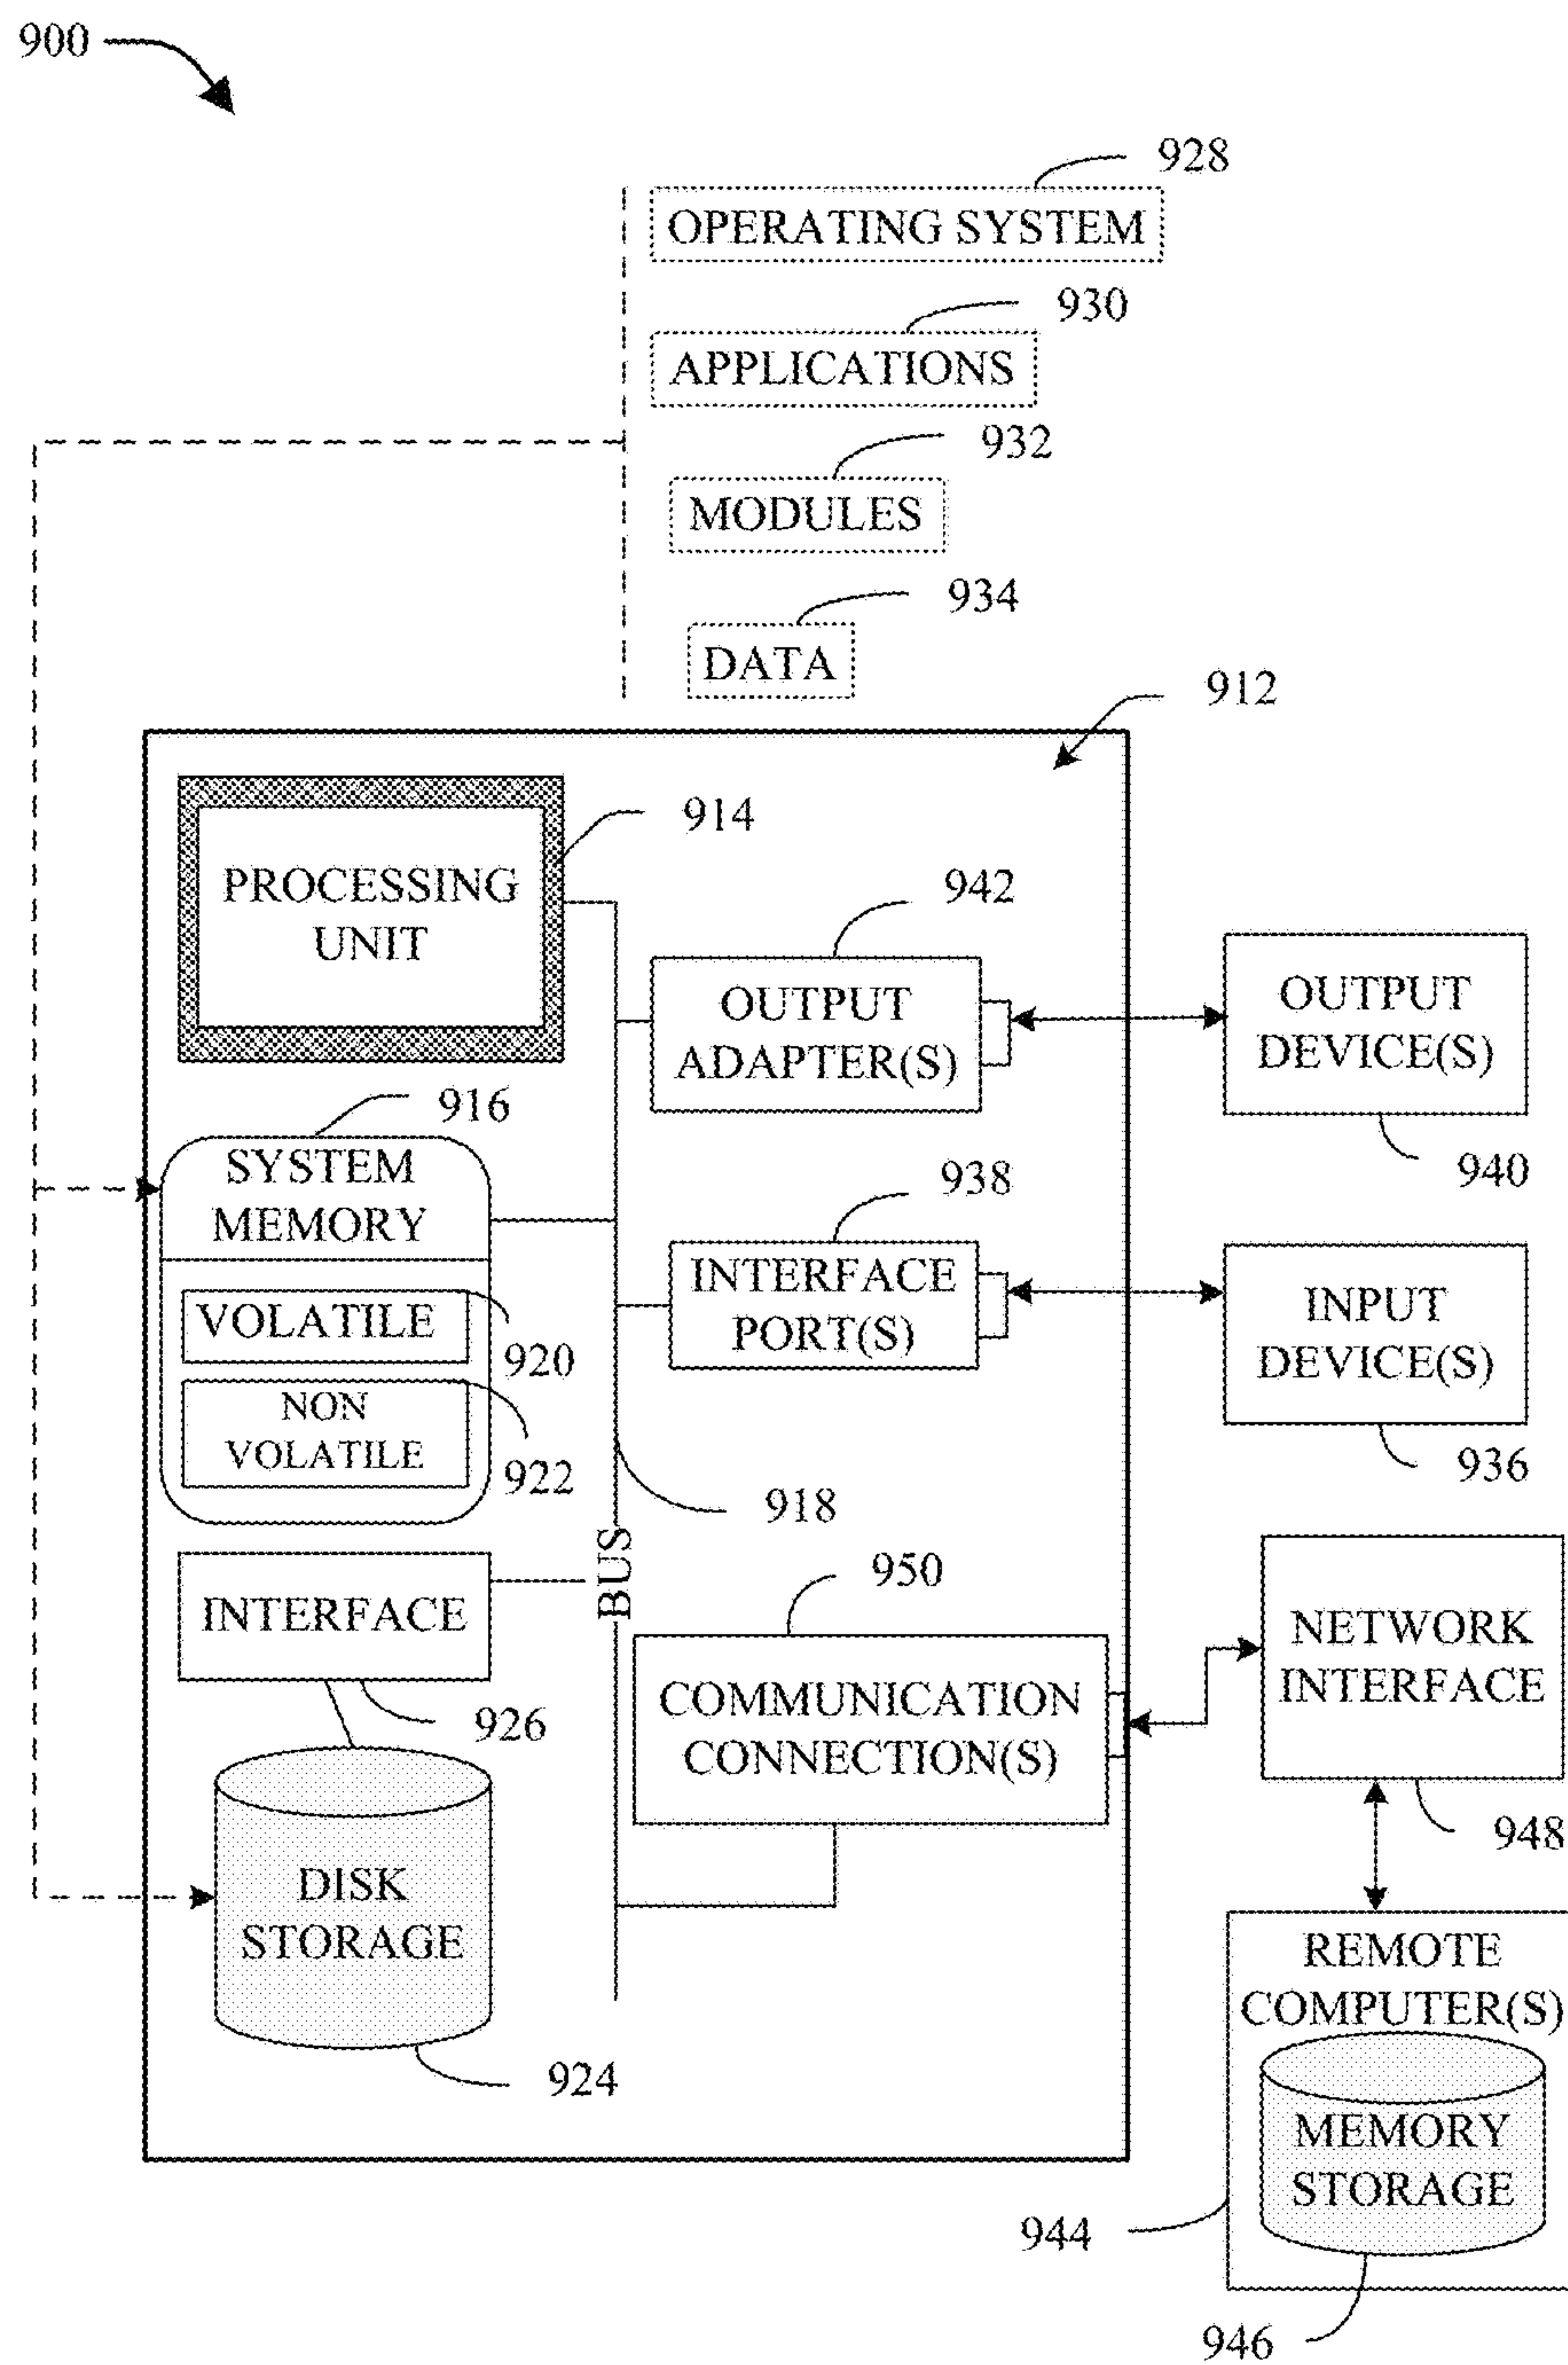 900
928
OPERATING SYSTEM
930
APPLICATIONS
932
MODULES
934
DATA
912
914
PROCESSING
UNIT
942
OUTPUT
ADAPTER(S)
OUTPUT
DEVICE(S)
940
916
SYSTEM
MEMORY
938
INTERFACE
PORT(S)
INPUT
DEVICE(S)
936
VOLATILE
920
NON
VOLATILE
922
918
BUS
INTERFACE
926
950
COMMUNICATION
CONNECTION(S)
NETWORK
INTERFACE
948
DISK
STORAGE
924
REMOTE
COMPUTER(S)
MEMORY
STORAGE
944
946